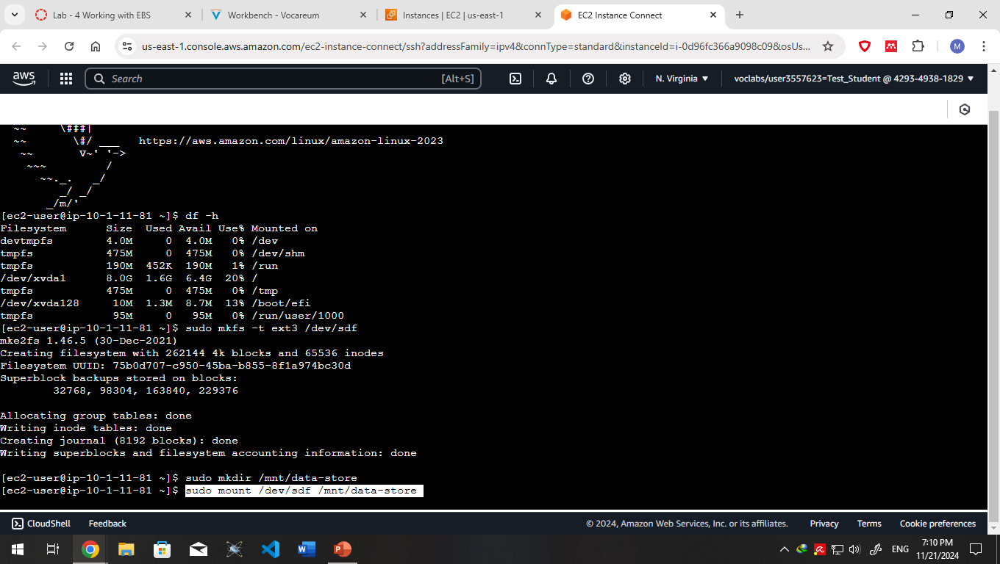 Lab - 4 Working with EBS
Workbench - Vocareum
Instances | EC2 | us-east-1
EC2 Instance Connect
us-east-1.console.aws.amazon.com/ec2-instance-connect/ssh?addressFamily=ipv4&connType=standard&instanceId=i-0d96fc366a9098c09&osUs...
M
aws
Search
[Alt+S]
N. Virginia
voclabs/user3557623=Test_Student @ 4293-4938-1829
~~ \###|
~~ \#/ ___ https://aws.amazon.com/linux/amazon-linux-2023
~~ V~' '->
~~~ /
~~._. _/
_/ _/
_/m/'
[ec2-user@ip-10-1-11-81 ~]$ df -h
Filesystem Size Used Avail Use% Mounted on
devtmpfs 4.0M 0 4.0M 0% /dev
tmpfs 475M 0 475M 0% /dev/shm
tmpfs 190M 452K 190M 1% /run
/dev/xvda1 8.0G 1.6G 6.4G 20% /
tmpfs 475M 0 475M 0% /tmp
/dev/xvda128 10M 1.3M 8.7M 13% /boot/efi
tmpfs 95M 0 95M 0% /run/user/1000
[ec2-user@ip-10-1-11-81 ~]$ sudo mkfs -t ext3 /dev/sdf
mke2fs 1.46.5 (30-Dec-2021)
Creating filesystem with 262144 4k blocks and 65536 inodes
Filesystem UUID: 75b0d707-c950-45ba-b855-8f1a974bc30d
Superblock backups stored on blocks:
32768, 98304, 163840, 229376
Allocating group tables: done
Writing inode tables: done
Creating journal (8192 blocks): done
Writing superblocks and filesystem accounting information: done
[ec2-user@ip-10-1-11-81 ~]$ sudo mkdir /mnt/data-store
[ec2-user@ip-10-1-11-81 ~]$ sudo mount /dev/sdf /mnt/data-store
CloudShell
Feedback
© 2024, Amazon Web Services, Inc. or its affiliates.
Privacy
Terms
Cookie preferences
ENG
7:10 PM
11/21/2024